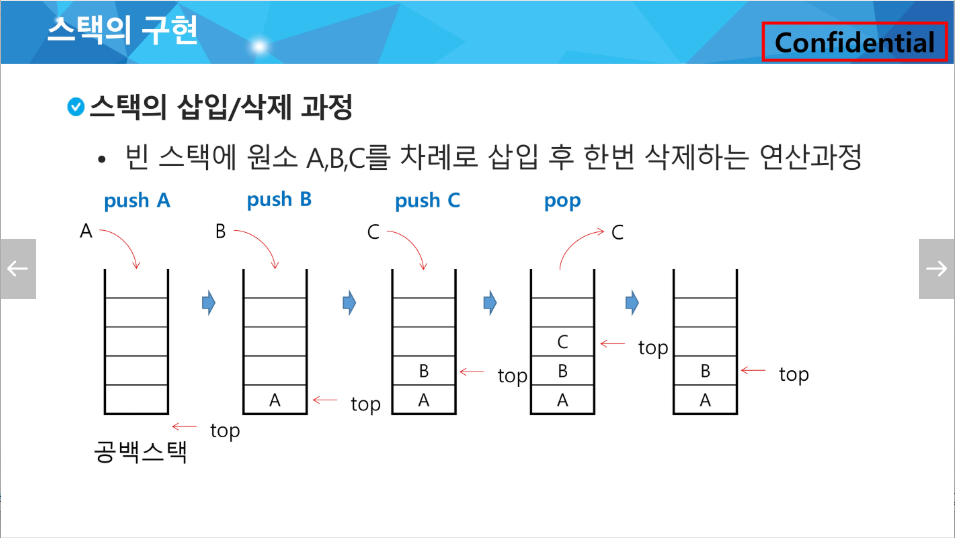 스택의 구현
Confidential
스택의 삽입/삭제 과정
• 빈 스택에 원소 A,B,C를 차례로 삽입 후 한번 삭제하는 연산과정
push A push B push C pop
A B C C
C
B B B
A A A A
top top top top top
공백스택